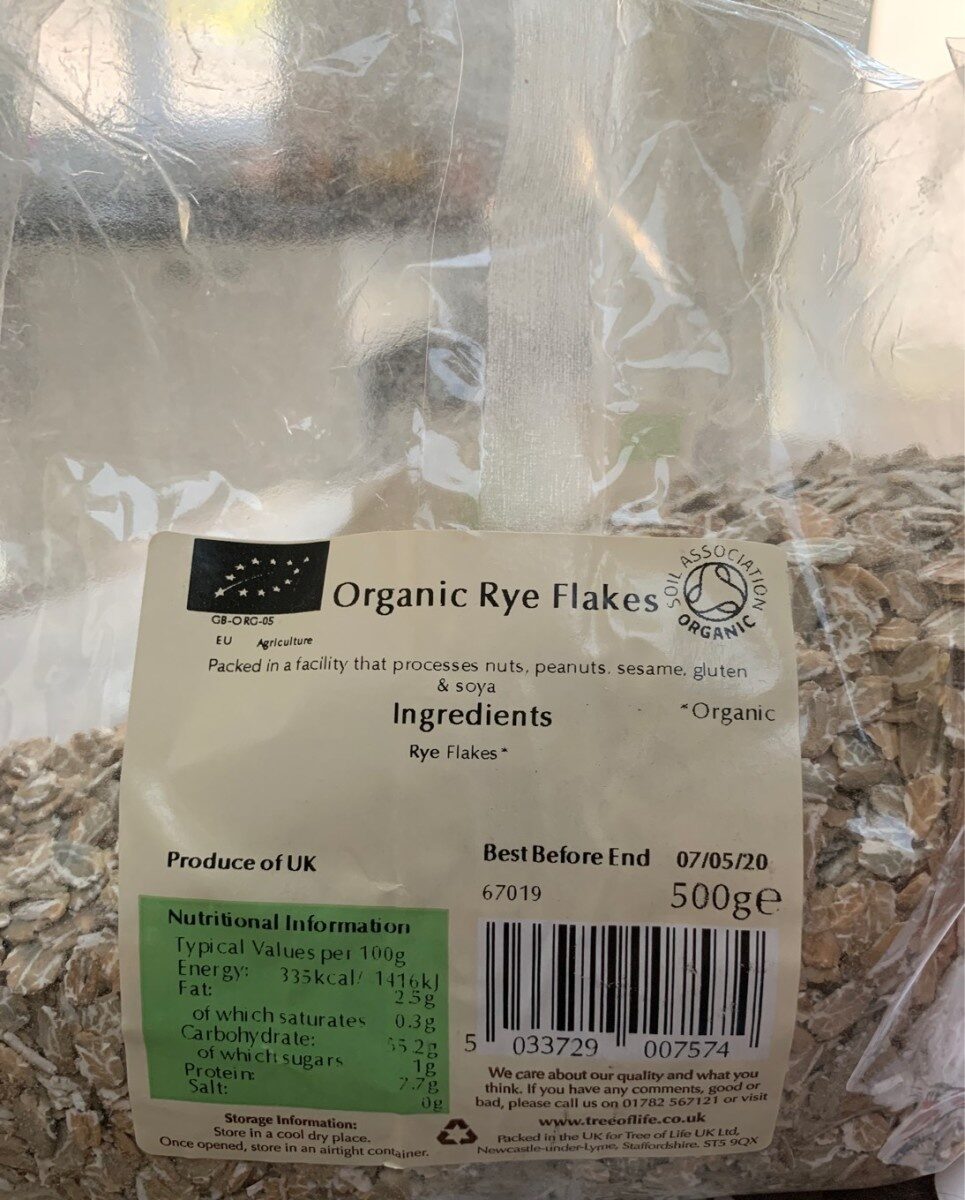 Organic Rye Flakes
SOIL ASSOCIATION
ORGANIC
GB-ORG-05
EU Agriculture
Packed in a facility that processes nuts, peanuts, sesame, gluten
& soya
Ingredients
*Organic
Rye Flakes*
Produce of UK
Best Before End 07/05/20
67019
500g℮
Nutritional Information
Typical Values per 100g
Energy: 335kcal/ 1416kJ
Fat: 2.5g
of which saturates 0.3g
Carbohydrate: 55.2g
of which sugars 1g
Protein: 7.7g
Salt: 0g
5 033729 007574
We care about our quality and what you
think. If you have any comments, good or
bad, please call us on 01782 567121 or visit
www.treeoflife.co.uk
Packed in the UK for Tree of Life UK Ltd,
Newcastle-under-Lyme, Staffordshire. ST5 9QX
Storage Information:
Store in a cool dry place.
Once opened, store in an airtight container.